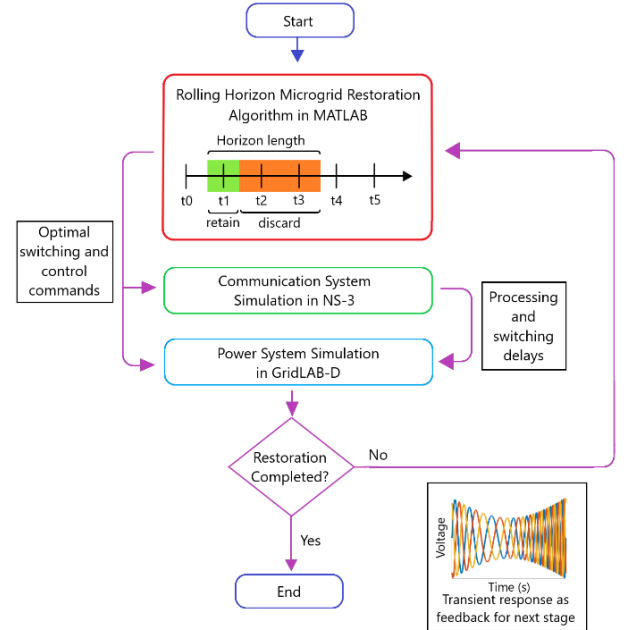 Start
Rolling Horizon Microgrid Restoration
Algorithm in MATLAB
Horizon length
t0 t1 t2 t3 t4 t5
retain discard
Optimal
switching and
control
commands
Communication System
Simulation in NS-3
Processing
and
switching
delays
Power System Simulation
in GridLAB-D
Restoration
Completed?
No
Yes
End
Voltage
Time (s)
Transient response as
feedback for next stage